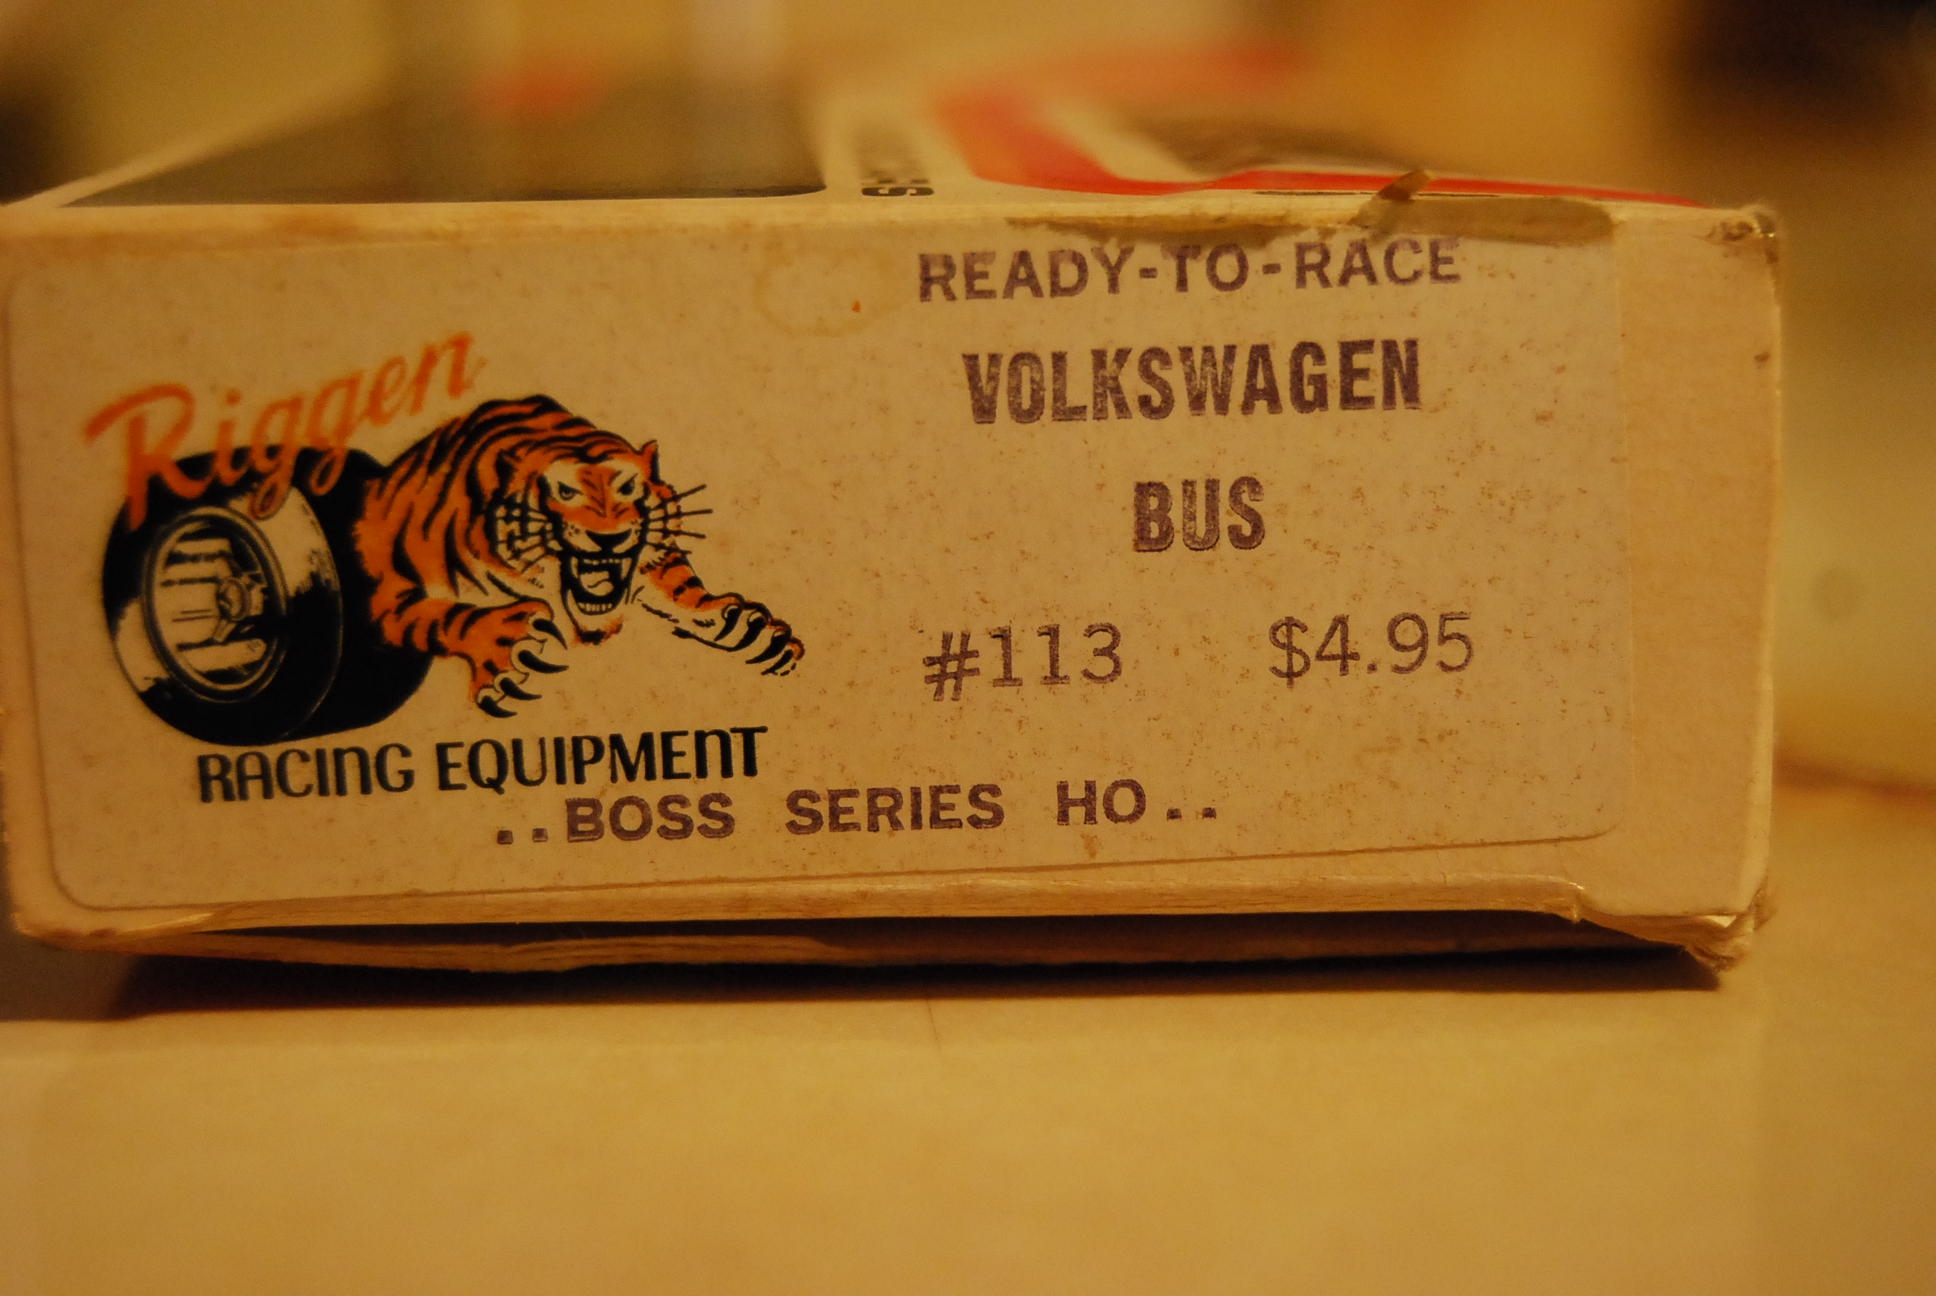 Riggen
RACING EQUIPMENT
READY-TO-RACE
VOLKSWAGEN
BUS
#113 $4.95
..BOSS SERIES HO..